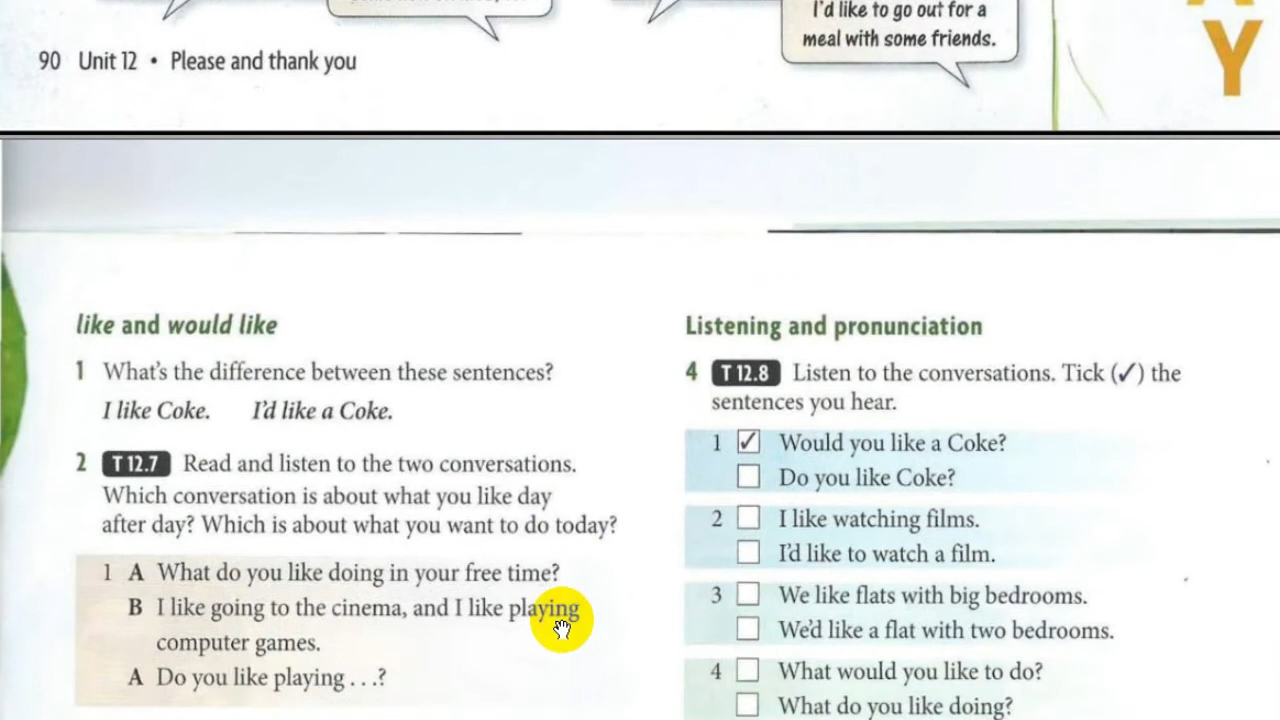 I'd like to go out for a
meal with some friends.
A
Y
90 Unit 12 • Please and thank you
like and would like
1 What's the difference between these sentences?
I like Coke. I'd like a Coke.
2 T 12.7 Read and listen to the two conversations.
Which conversation is about what you like day
after day? Which is about what you want to do today?
1 A What do you like doing in your free time?
B I like going to the cinema, and I like playing
computer games.
A Do you like playing . . .?
Listening and pronunciation
4 T 12.8 Listen to the conversations. Tick (✓) the
sentences you hear.
1 ✓ Would you like a Coke?
☐ Do you like Coke?
2 ☐ I like watching films.
☐ I'd like to watch a film.
3 ☐ We like flats with big bedrooms.
☐ We'd like a flat with two bedrooms.
4 ☐ What would you like to do?
☐ What do you like doing?